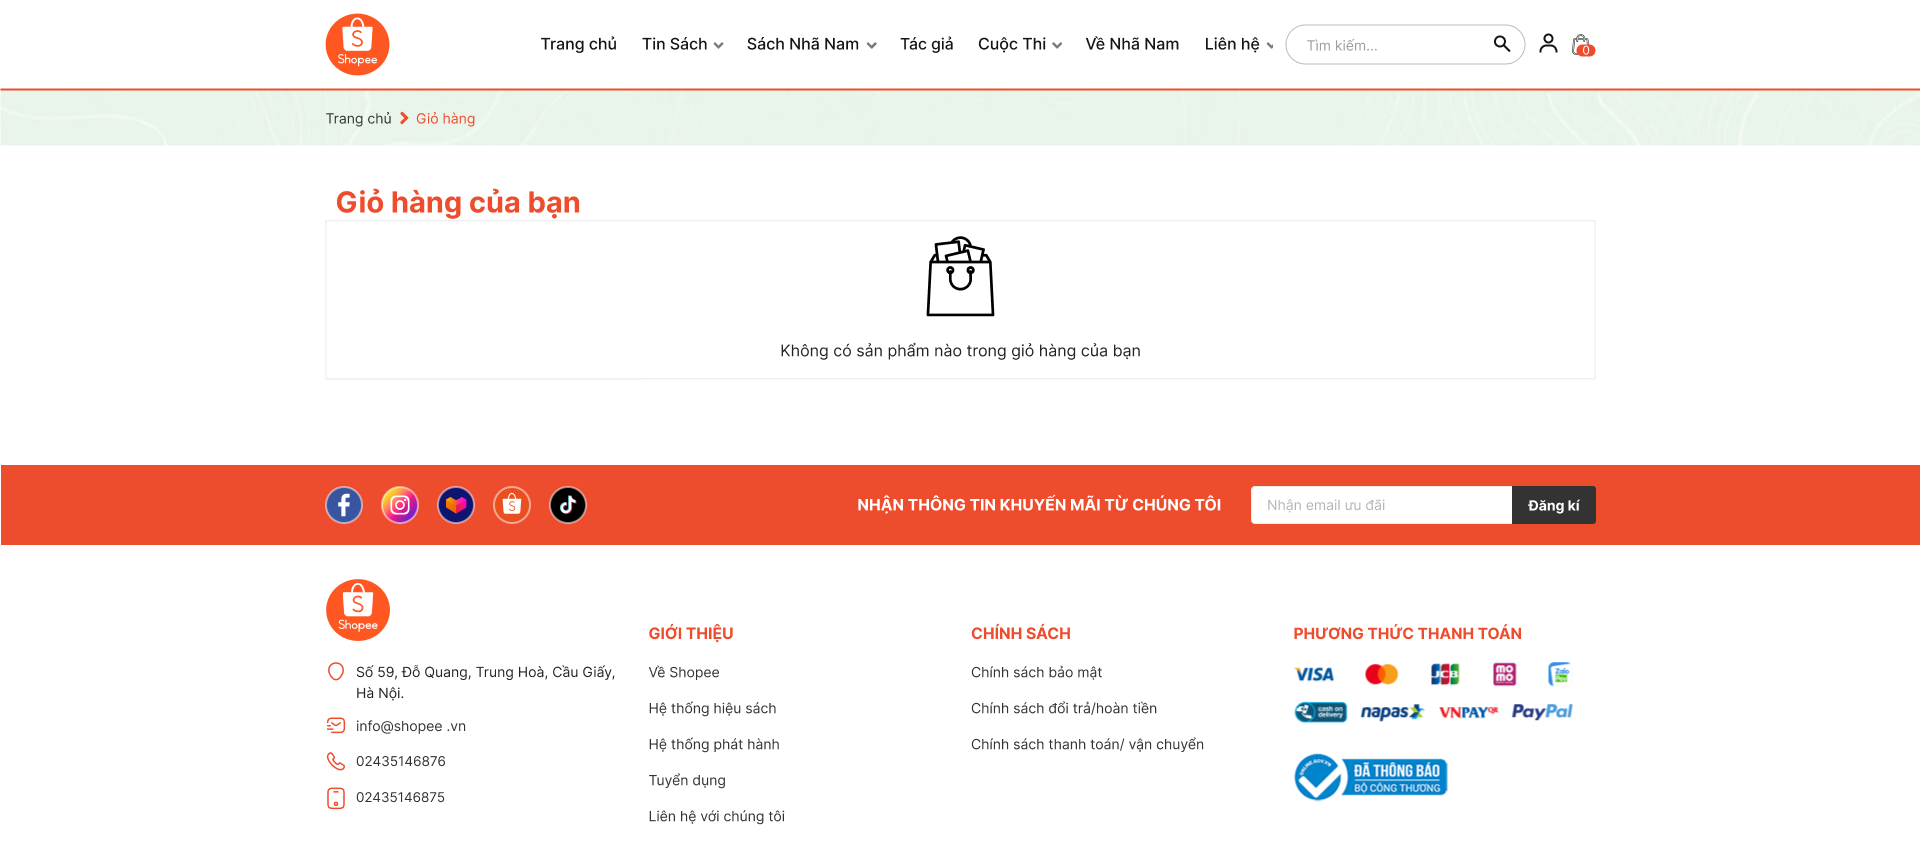 Shopee
Trang chủ Tin Sách Sách Nhã Nam Tác giả Cuộc Thi Về Nhã Nam Liên hệ
Tìm kiếm...
0
Trang chủ Giỏ hàng
Giỏ hàng của bạn
Không có sản phẩm nào trong giỏ hàng của bạn
NHẬN THÔNG TIN KHUYẾN MÃI TỪ CHÚNG TÔI
Nhận email ưu đãi
Đăng kí
Shopee
Số 59, Đỗ Quang, Trung Hoà, Cầu Giấy,
Hà Nội.
info@shopee .vn
02435146876
02435146875
GIỚI THIỆU
Về Shopee
Hệ thống hiệu sách
Hệ thống phát hành
Tuyển dụng
Liên hệ với chúng tôi
CHÍNH SÁCH
Chính sách bảo mật
Chính sách đổi trả/hoàn tiền
Chính sách thanh toán/ vận chuyển
PHƯƠNG THỨC THANH TOÁN
VISA JCB mo mo Zalo Pay
cash on delivery napas VNPAY QR PayPal
ONLINE.GOV.VN
ĐÃ THÔNG BÁO
BỘ CÔNG THƯƠNG